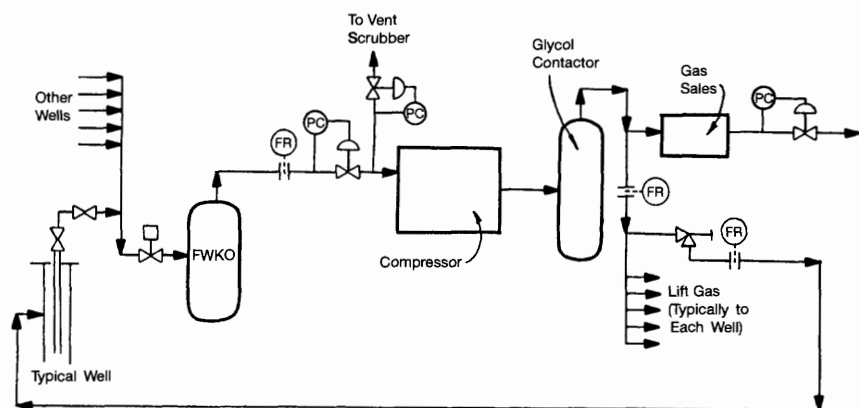 To Vent
Scrubber
Glycol
Contactor
Gas
Sales
Other
Wells
PC
PC
PC
FR
FR
FR
FWKO
Compressor
Lift Gas
(Typically to
Each Well)
Typical Well